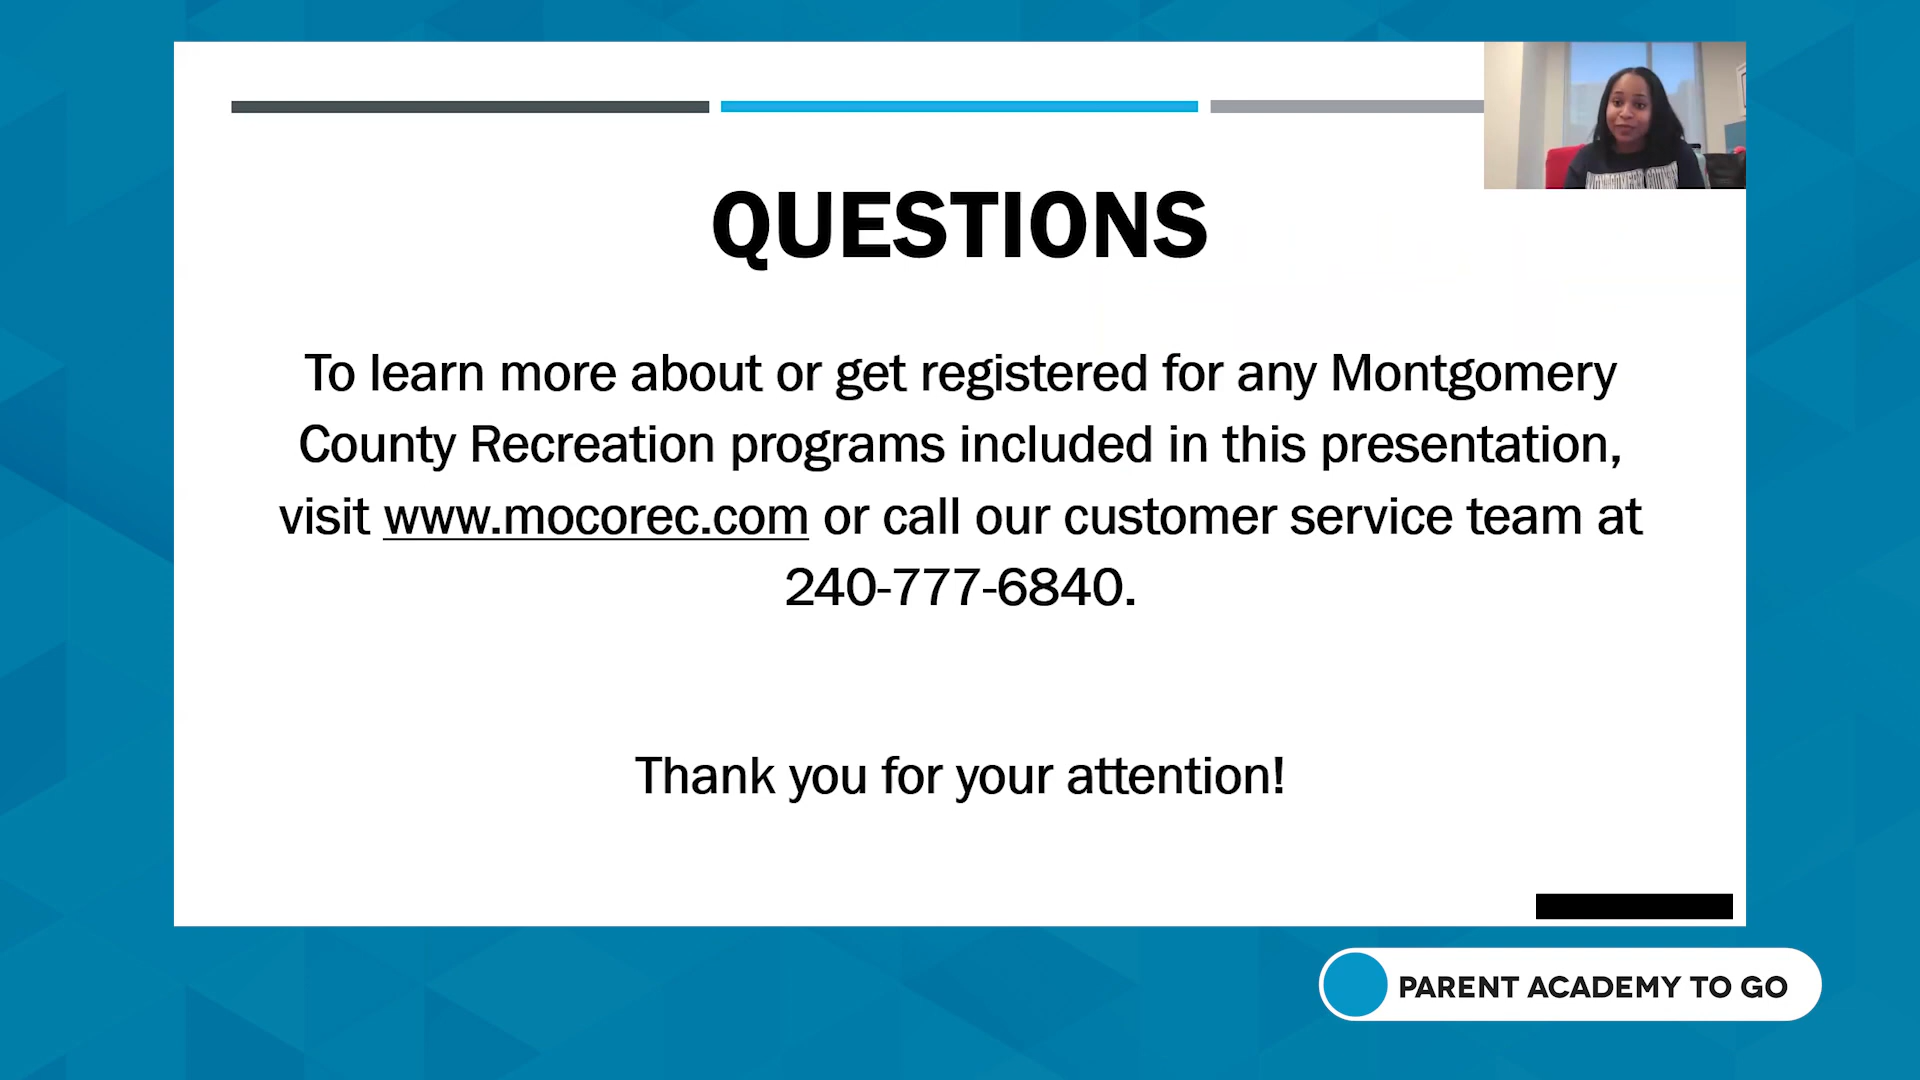 QUESTIONS
To learn more about or get registered for any Montgomery
County Recreation programs included in this presentation,
visit www.mocorec.com or call our customer service team at
240-777-6840.
Thank you for your attention!
PARENT ACADEMY TO GO